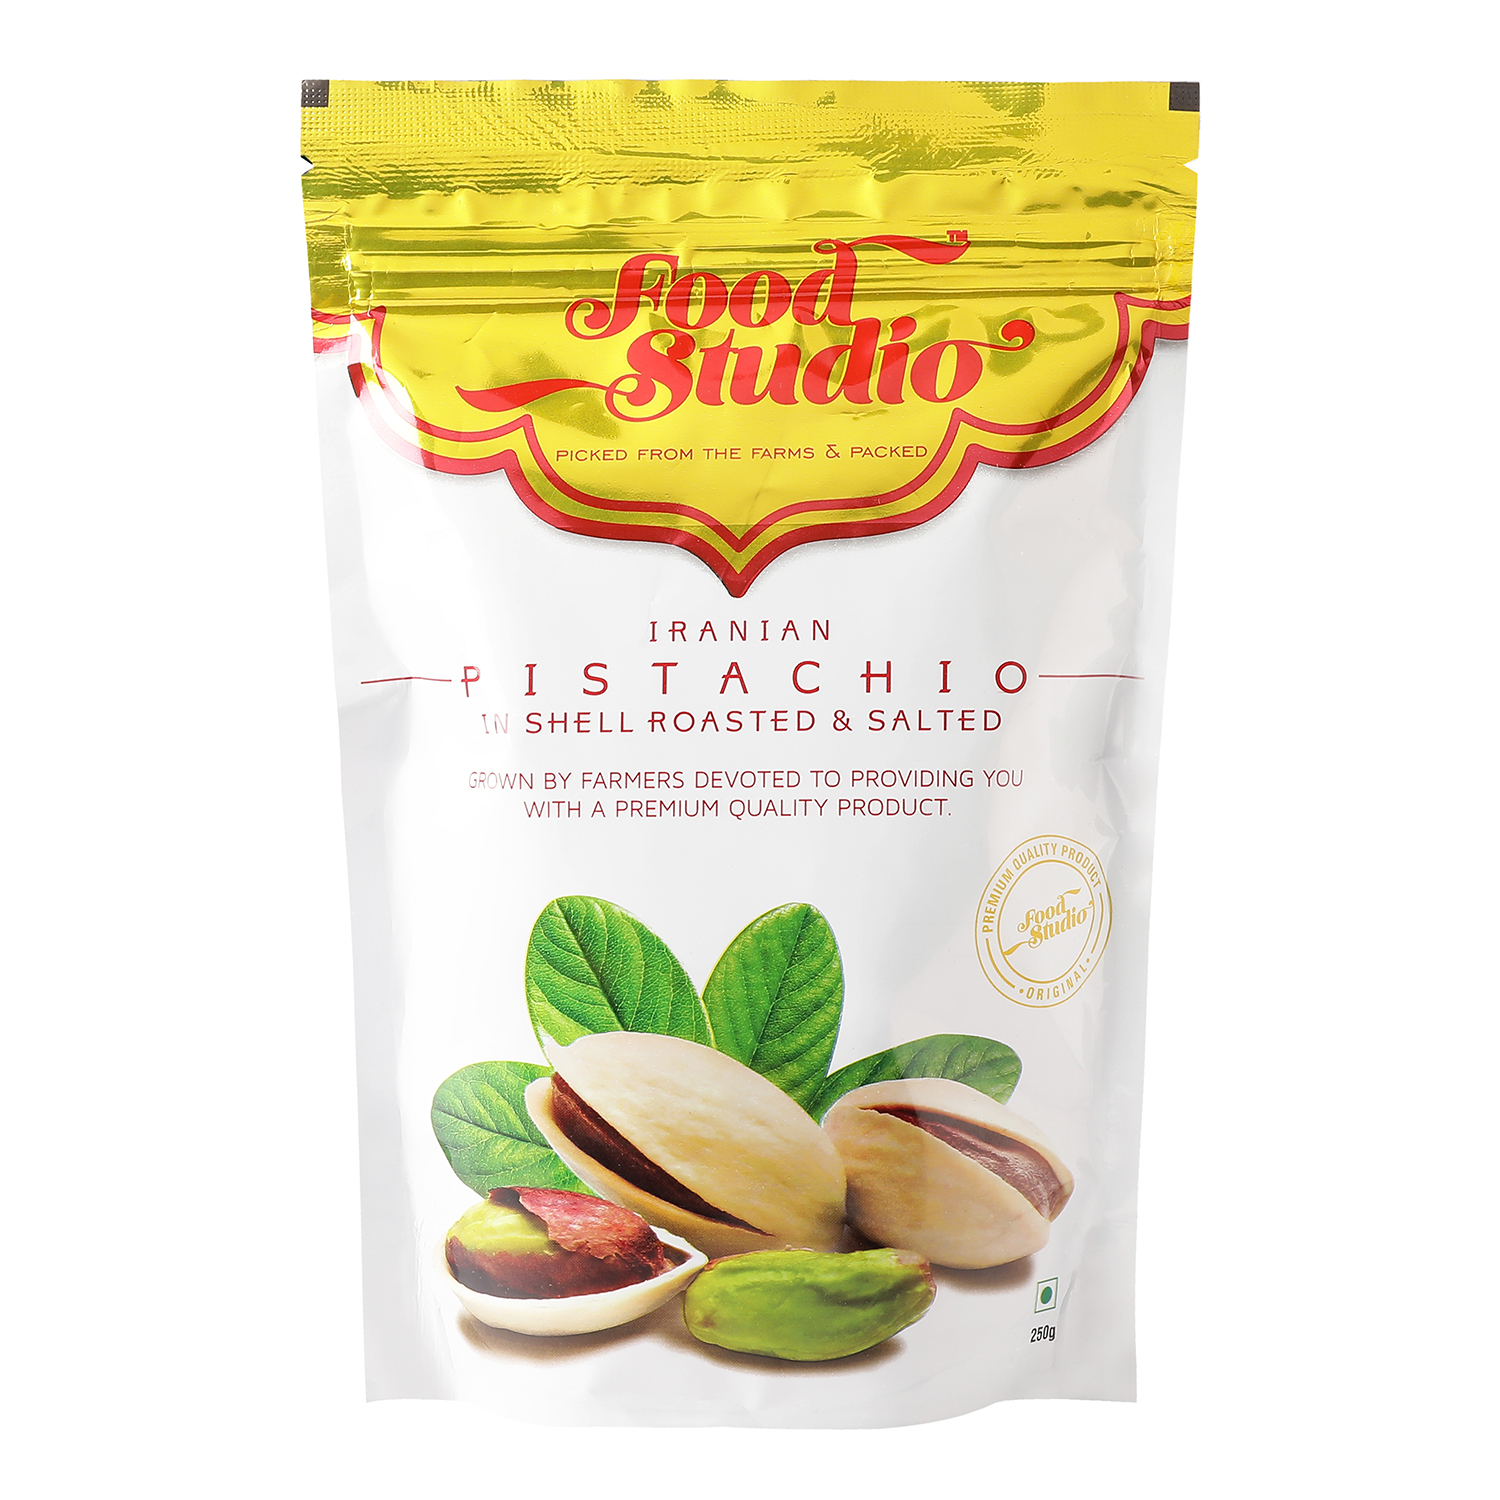 Food
Studio
TM
PICKED FROM THE FARMS & PACKED
IRANIAN
PISTACHIO
IN SHELL ROASTED & SALTED
GROWN BY FARMERS DEVOTED TO PROVIDING YOU
WITH A PREMIUM QUALITY PRODUCT.
PREMIUM QUALITY PRODUCT
Food
Studio
• ORIGINAL •
250g